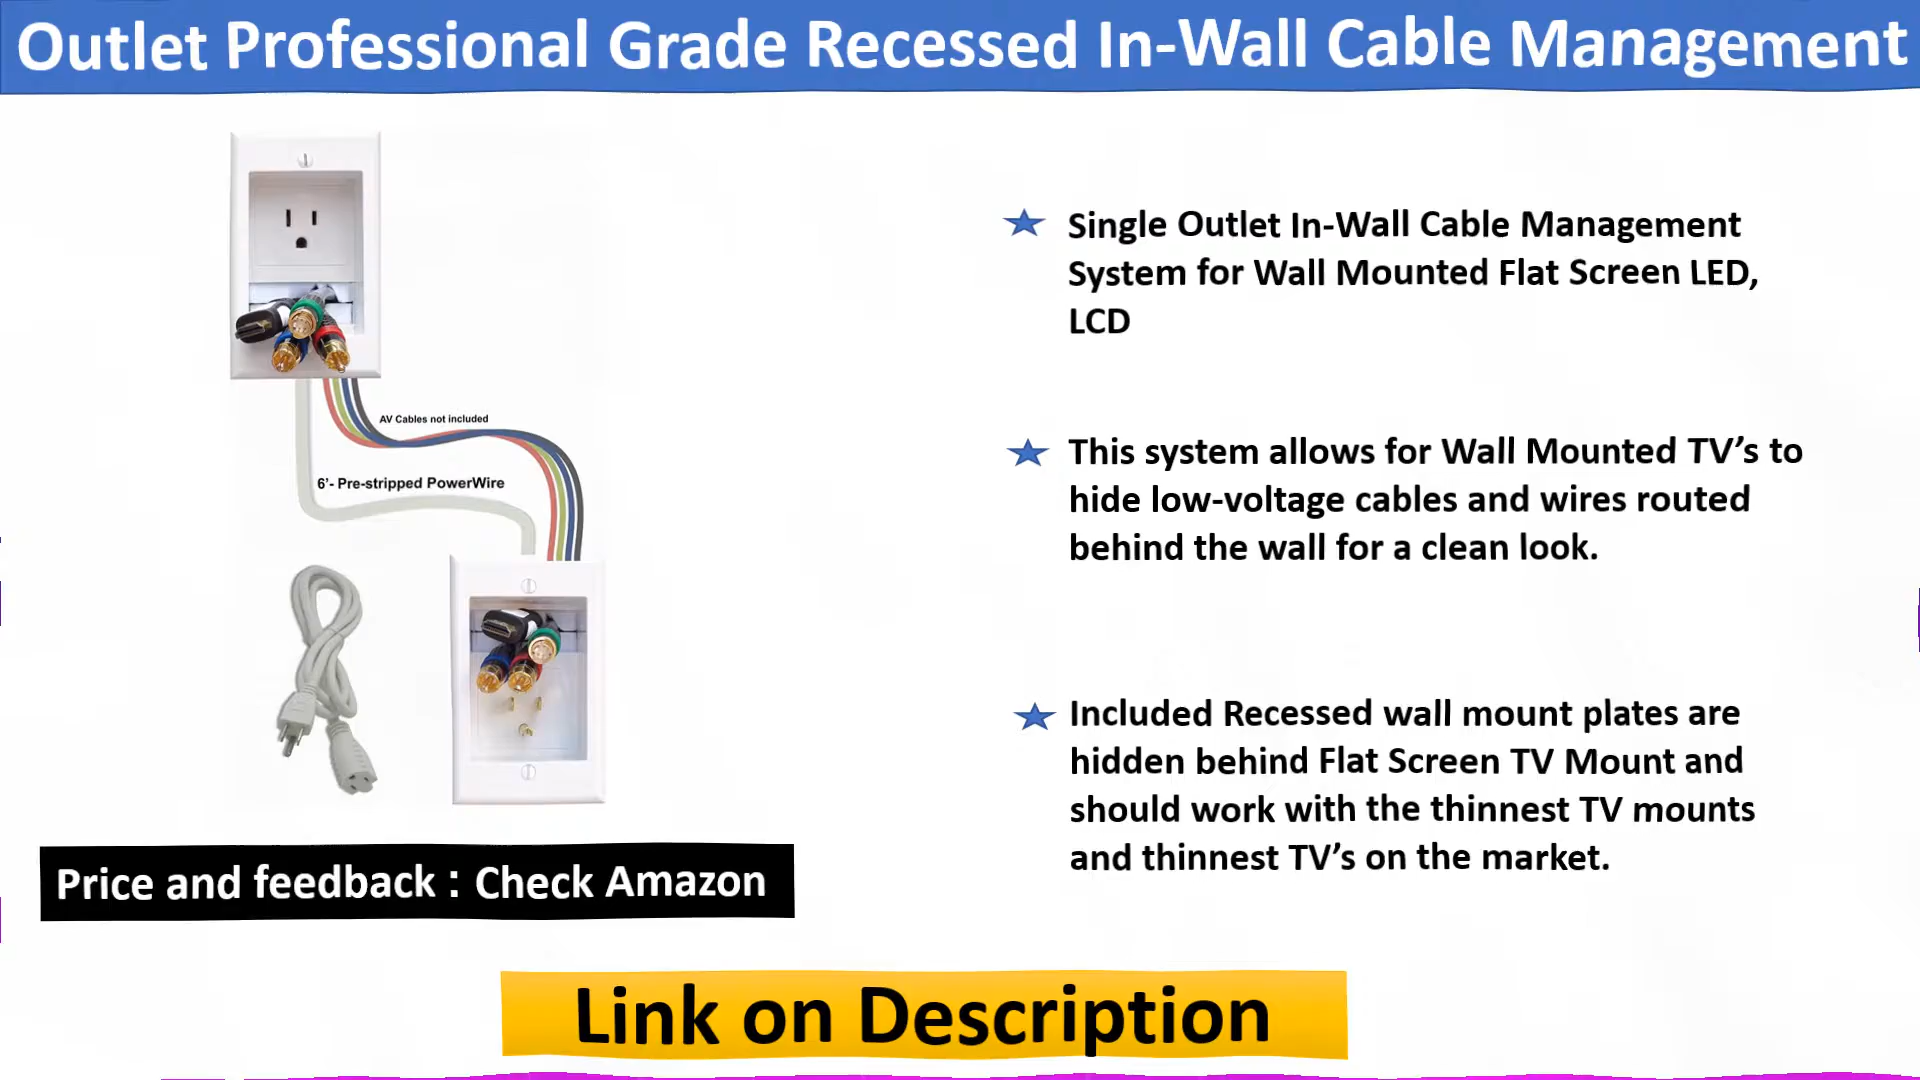 Outlet Professional Grade Recessed In-Wall Cable Management
Single Outlet In-Wall Cable Management
System for Wall Mounted Flat Screen LED,
LCD
AV Cables not included
6'- Pre-stripped PowerWire
This system allows for Wall Mounted TV’s to
hide low-voltage cables and wires routed
behind the wall for a clean look.
Included Recessed wall mount plates are
hidden behind Flat Screen TV Mount and
should work with the thinnest TV mounts
and thinnest TV’s on the market.
Price and feedback : Check Amazon
Link on Description